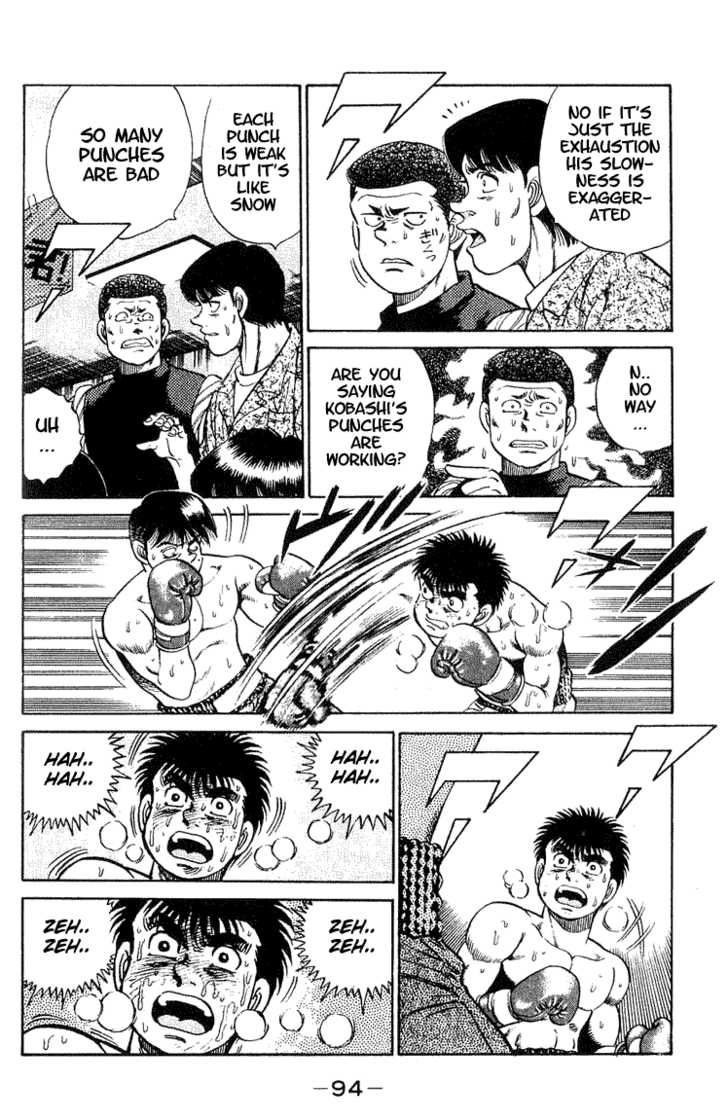 NO IF IT'S
JUST THE
EXHAUSTION
HIS SLOW-
NESS IS
EXAGGER-
ATED
EACH
PUNCH
IS WEAK
BUT IT'S
LIKE
SNOW
SO MANY
PUNCHES
ARE BAD
UH
...
N..
NO
WAY
...
ARE YOU
SAYING
KOBASHI'S
PUNCHES
ARE
WORKING?
HAH..
HAH..
HAH..
HAH..
ZEH..
ZEH..
ZEH..
ZEH..
—94—